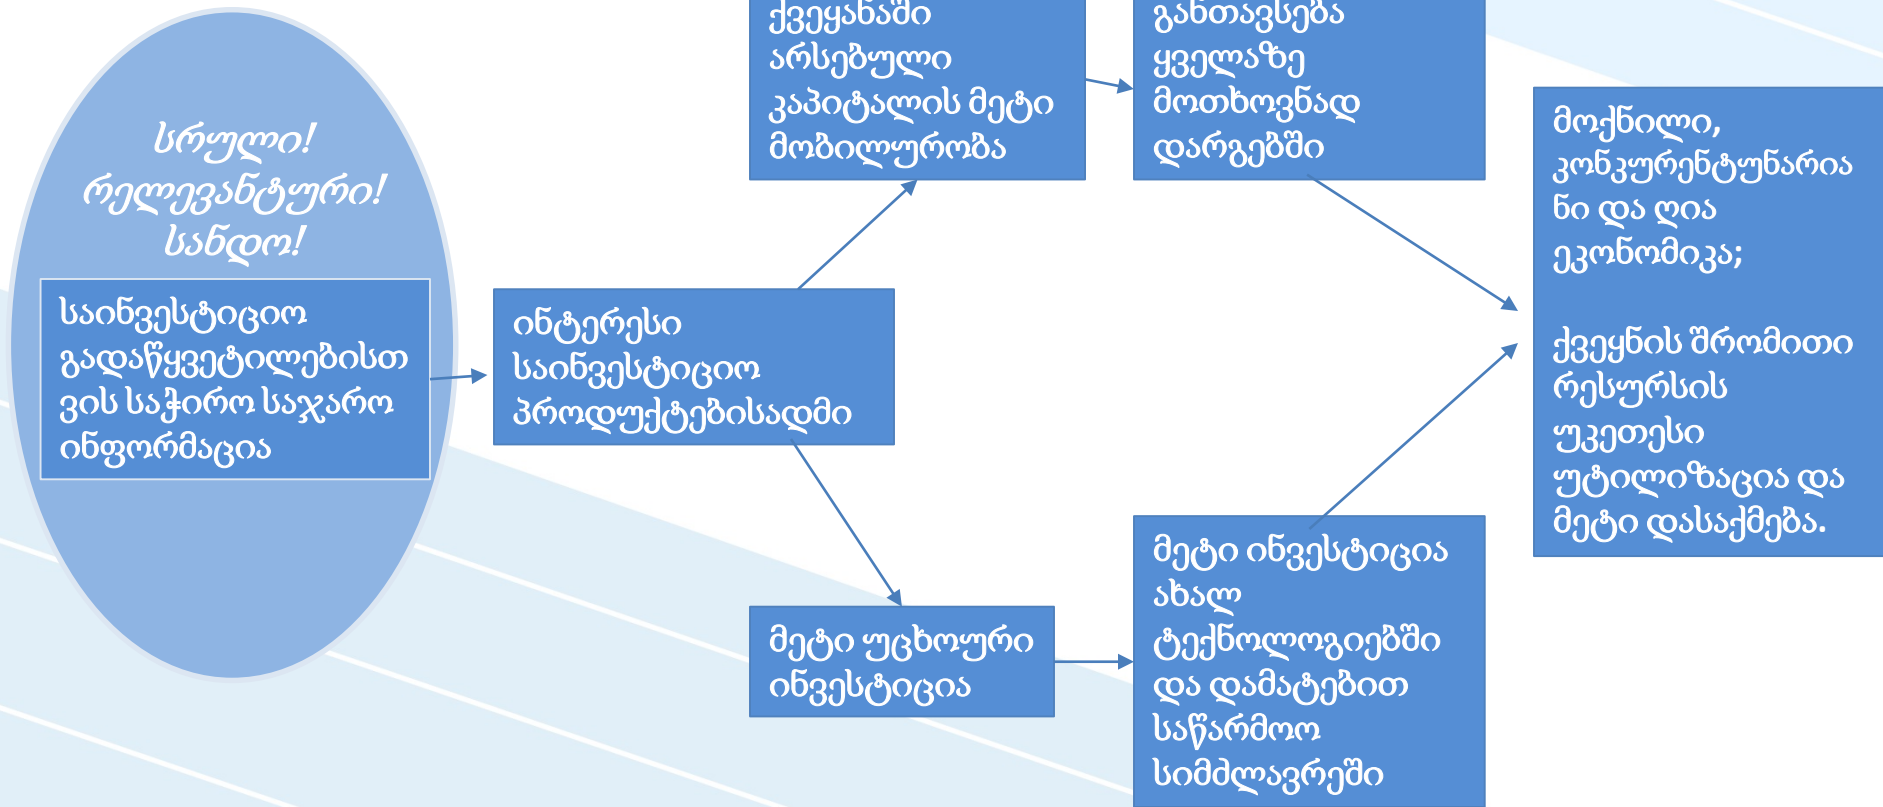 სრული!
რელევანტური!
სანდო!
საინვესტიციო
გადაწყვეტილებისთ
ვის საჭირო საჯარო
ინფორმაცია
ინტერესი
საინვესტიციო
პროდუქტებისადმი
ქვეყანაში
არსებული
კაპიტალის მეტი
მობილურობა
განთავსება
ყველაზე
მოთხოვნად
დარგებში
მეტი უცხოური
ინვესტიცია
მეტი ინვესტიცია
ახალ
ტექნოლოგიებში
და დამატებით
საწარმოო
სიმძლავრეში
მოქნილი,
კონკურენტუნარია
ნი და ღია
ეკონომიკა;
ქვეყნის შრომითი
რესურსის
უკეთესი
უტილიზაცია და
მეტი დასაქმება.